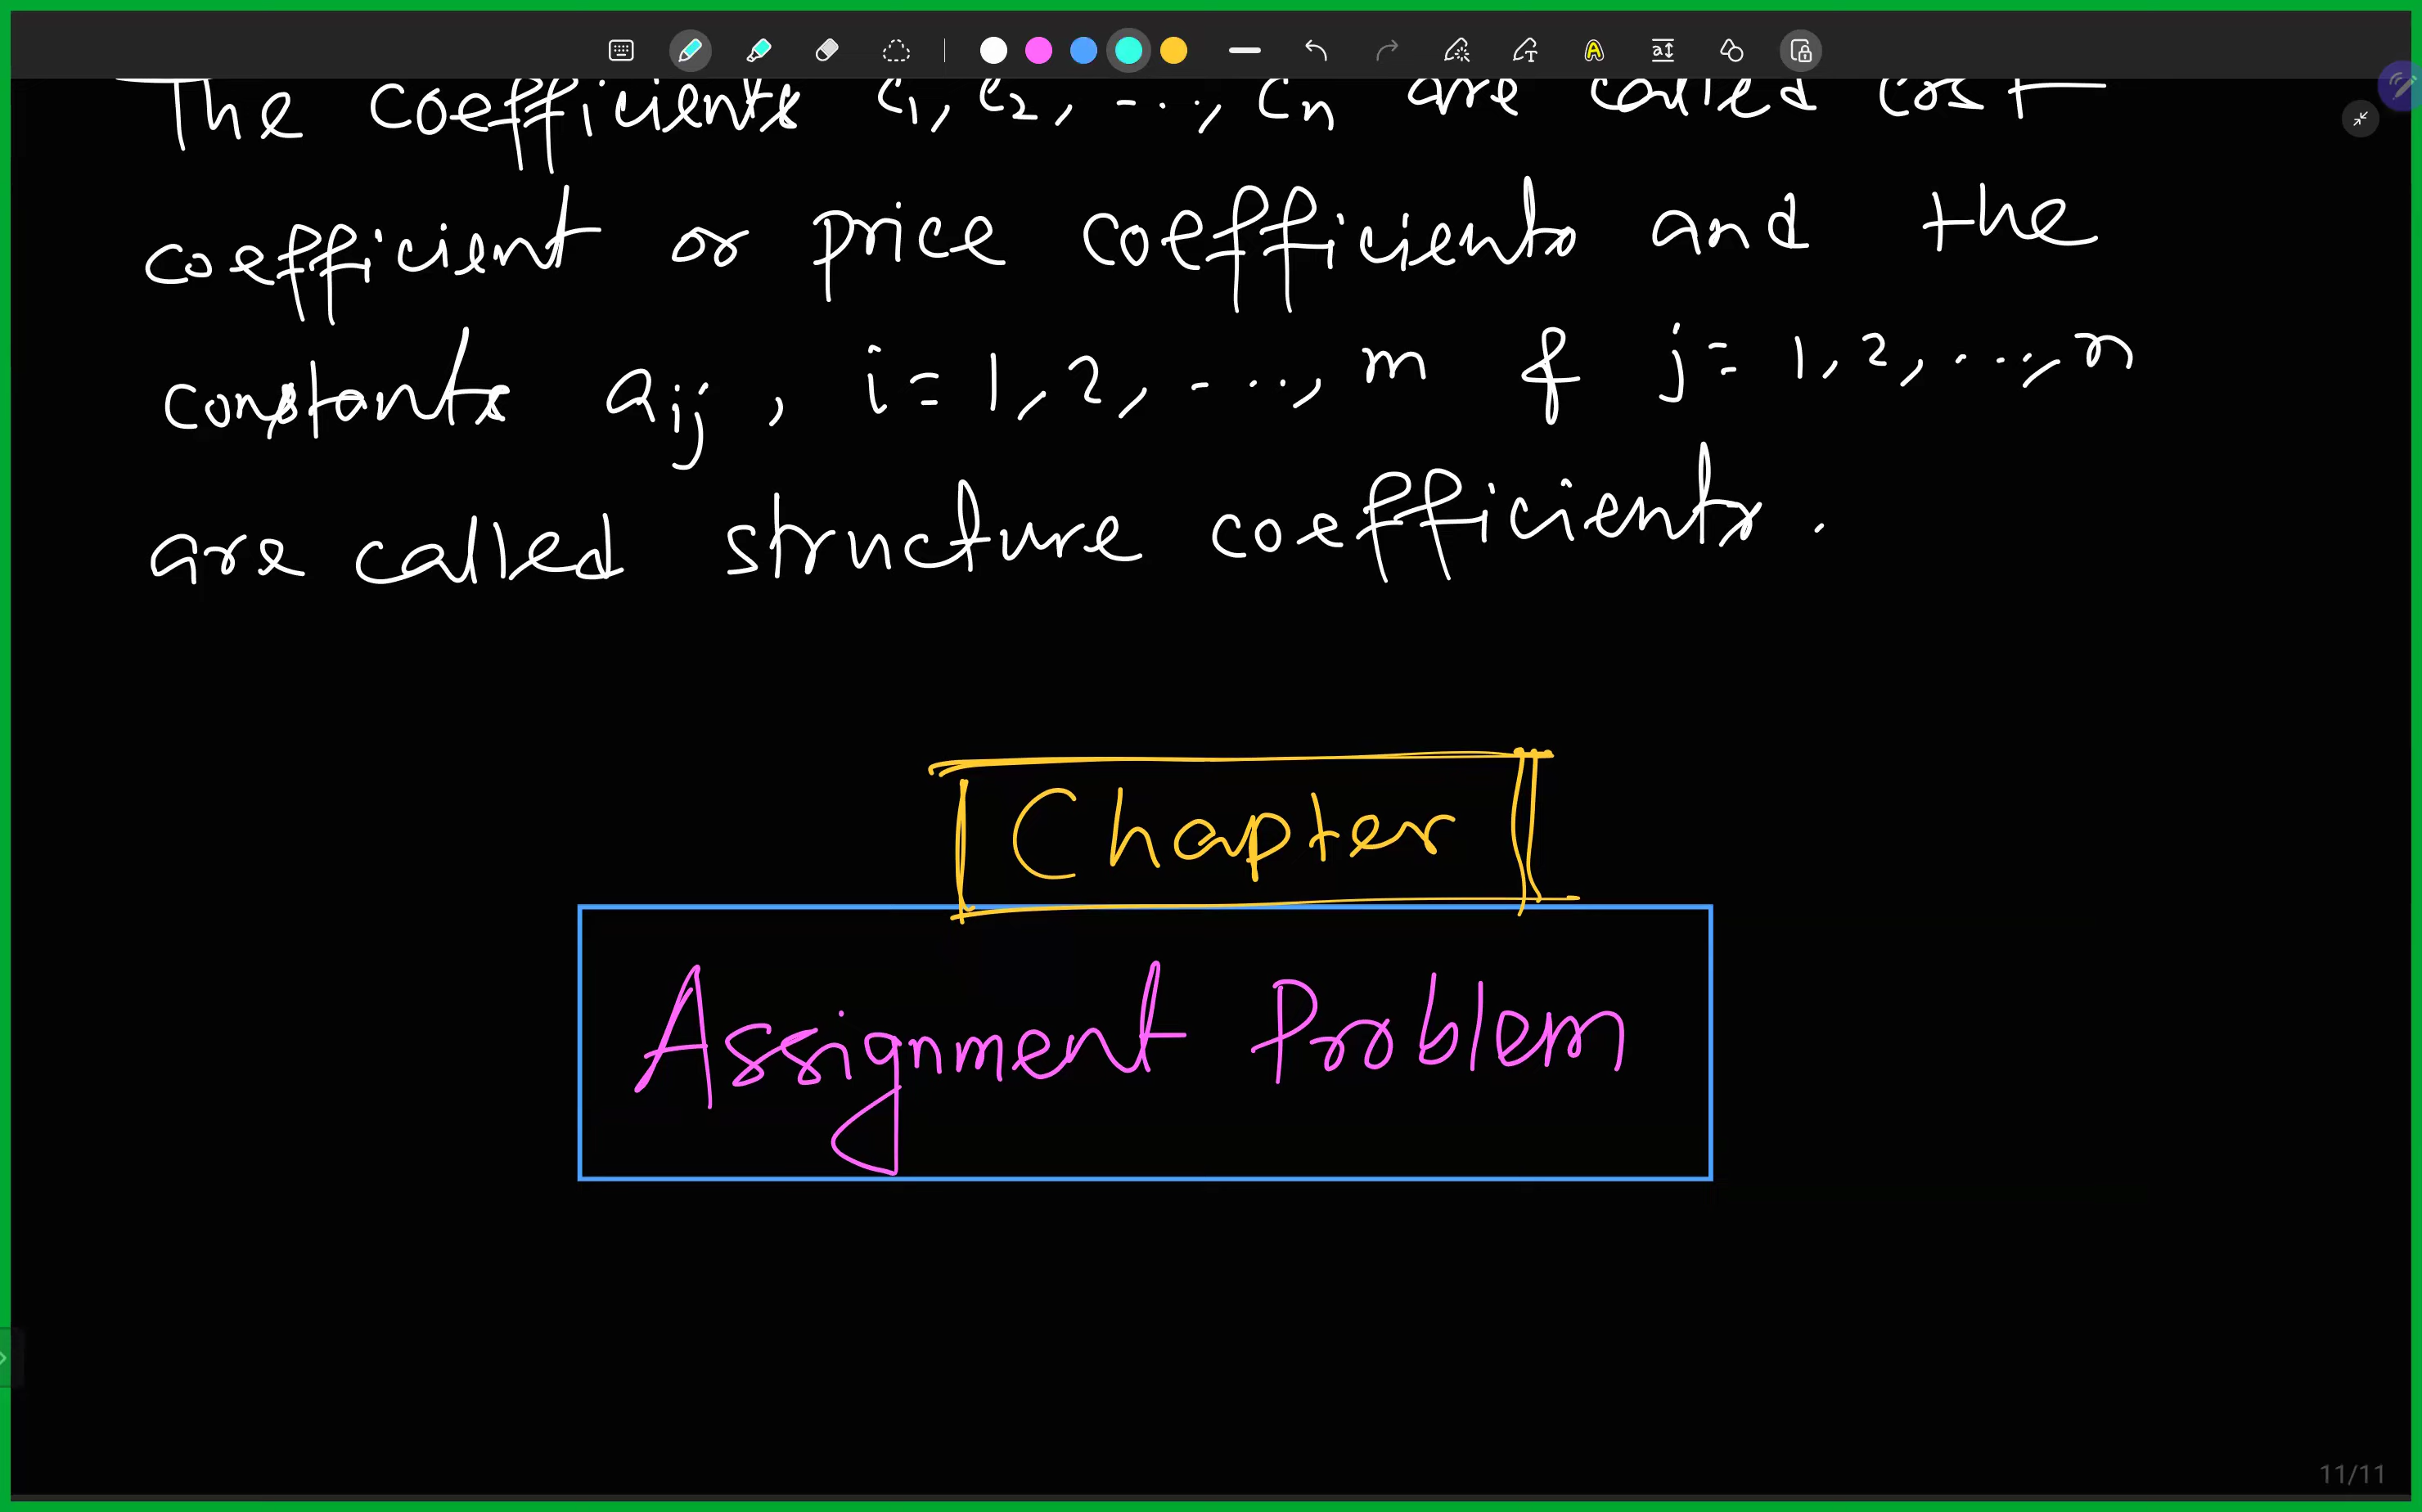 The coefficients c₁, c₂, -..., cₙ are called cost
coefficient or price coefficients and the
constants aᵢⱼ, i = 1, 2, -..., m & j = 1, 2, ..., n
are called structure coefficients.
Chapter
Assignment Problem
11/11